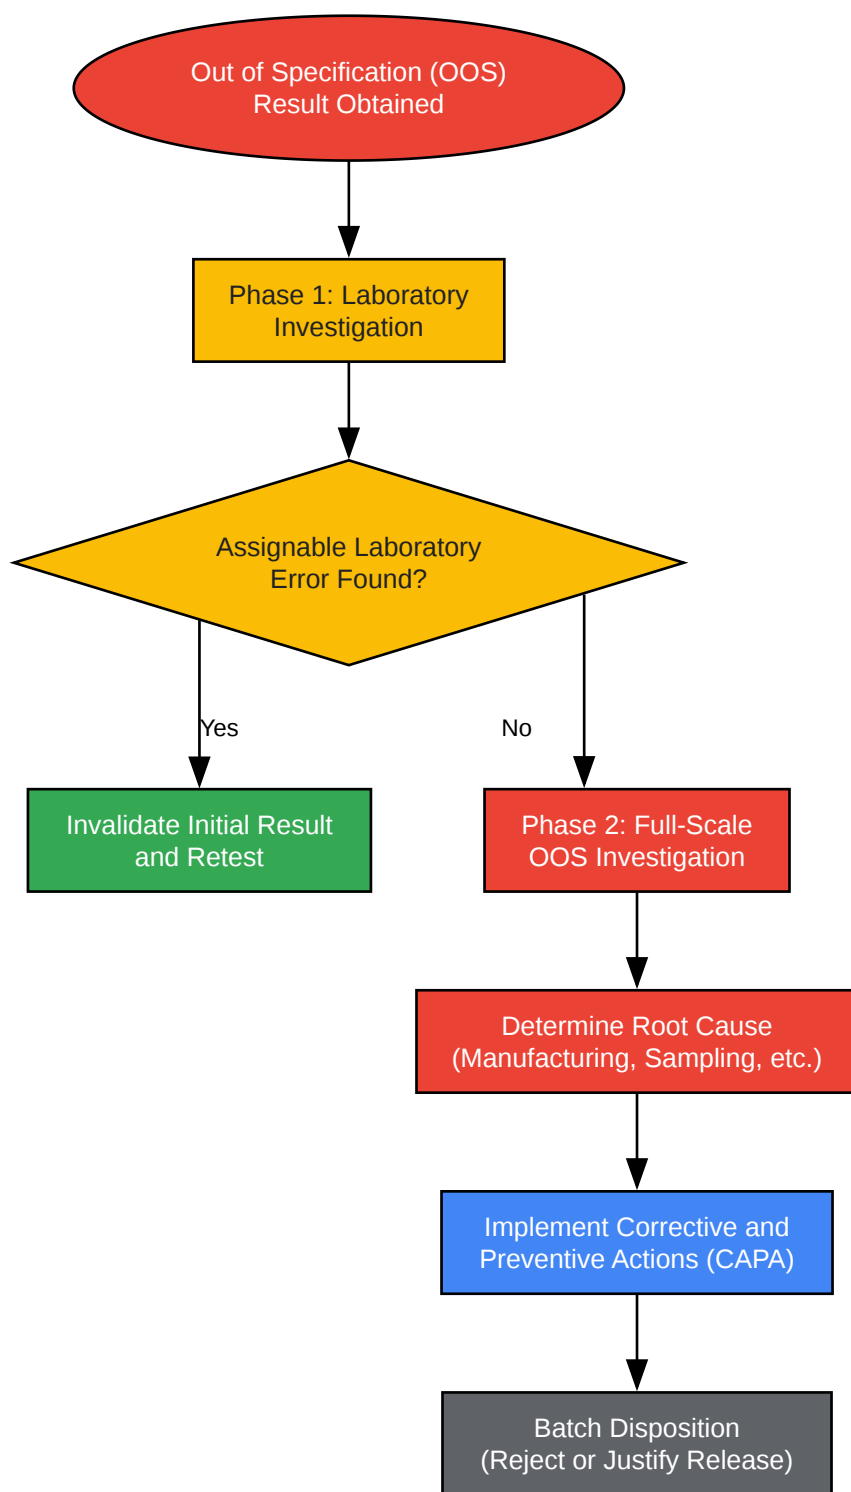 Out of Specification (OOS)
Result Obtained
Phase 1: Laboratory
Investigation
Assignable Laboratory
Error Found?
Yes
No
Invalidate Initial Result
and Retest
Phase 2: Full-Scale
OOS Investigation
Determine Root Cause
(Manufacturing, Sampling, etc.)
Implement Corrective and
Preventive Actions (CAPA)
Batch Disposition
(Reject or Justify Release)